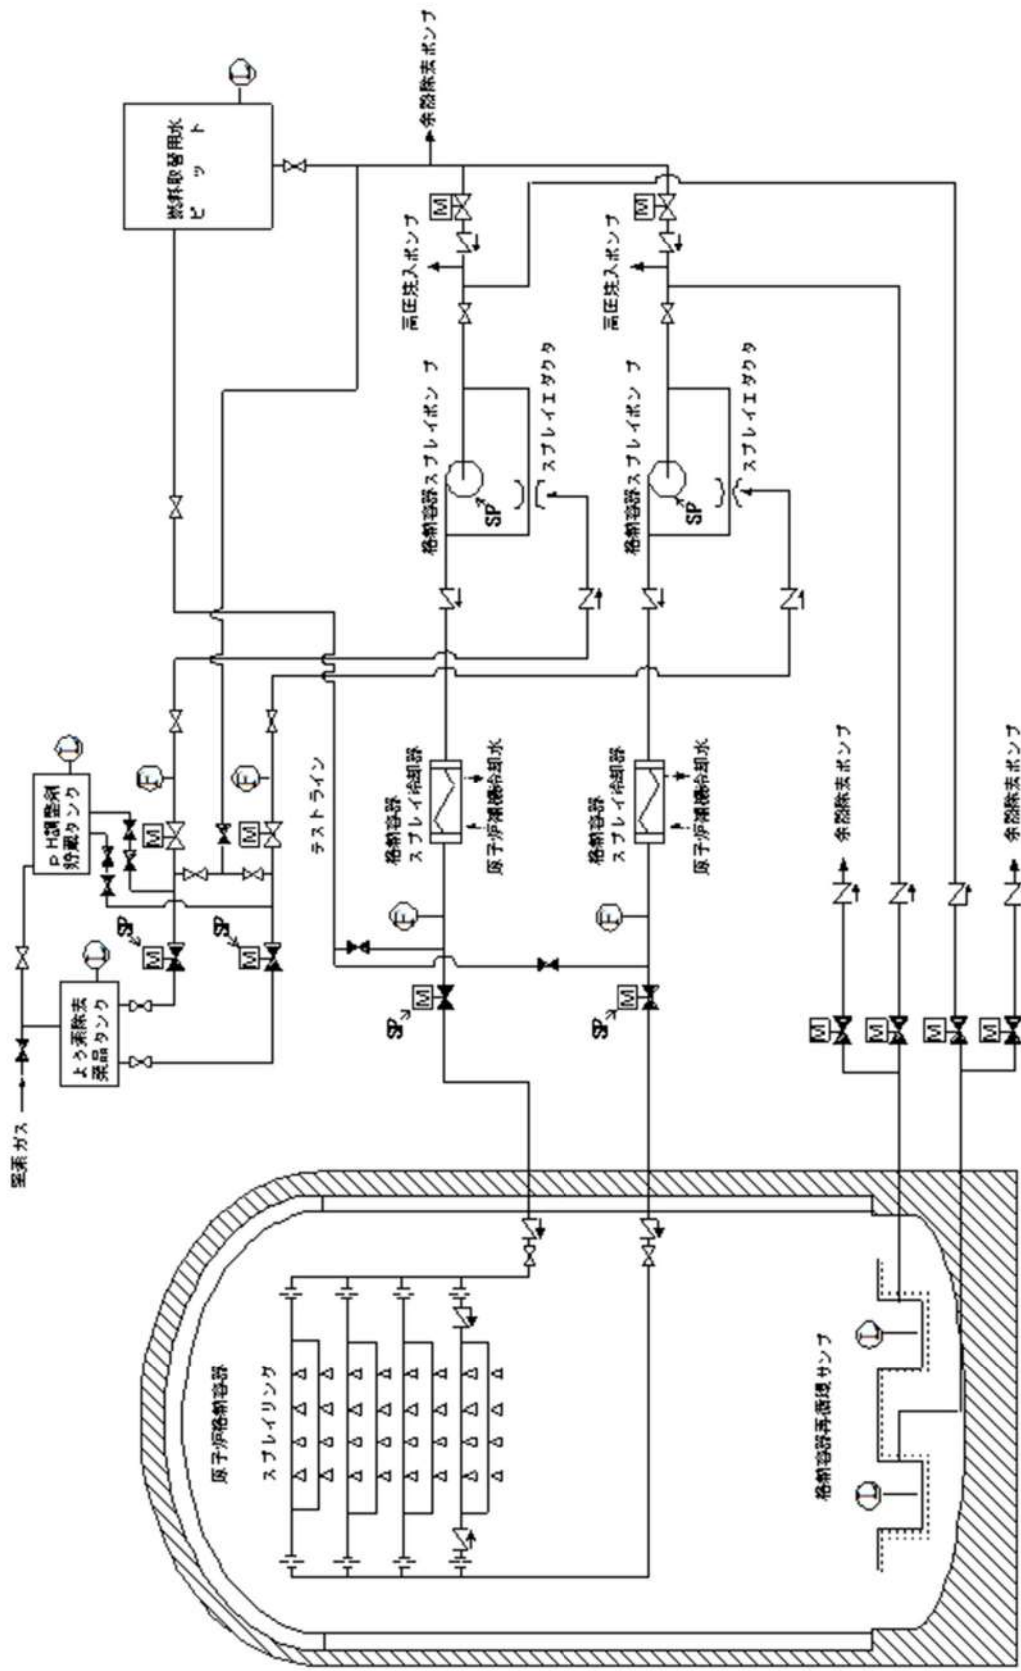 窒素ガス
よう素除去
薬品タンク
pH調整剤
貯蔵タンク
燃料取替用水
ピット
余熱除去ポンプ
高圧注入ポンプ
高圧注入ポンプ
格納容器スプレイポンプ
スプレイエダクタ
格納容器スプレイポンプ
スプレイエダクタ
テストライン
格納容器
スプレイ冷却器
原子炉補機冷却水
格納容器
スプレイ冷却器
原子炉補機冷却水
原子炉格納容器
スプレイリング
格納容器再循環サンプ
余熱除去ポンプ
余熱除去ポンプ
SP
SP
SP
SP
SP
SP
M
M
M
M
M
M
M
M
M
M
M
M
F
F
F
F
L
L
L
L
L